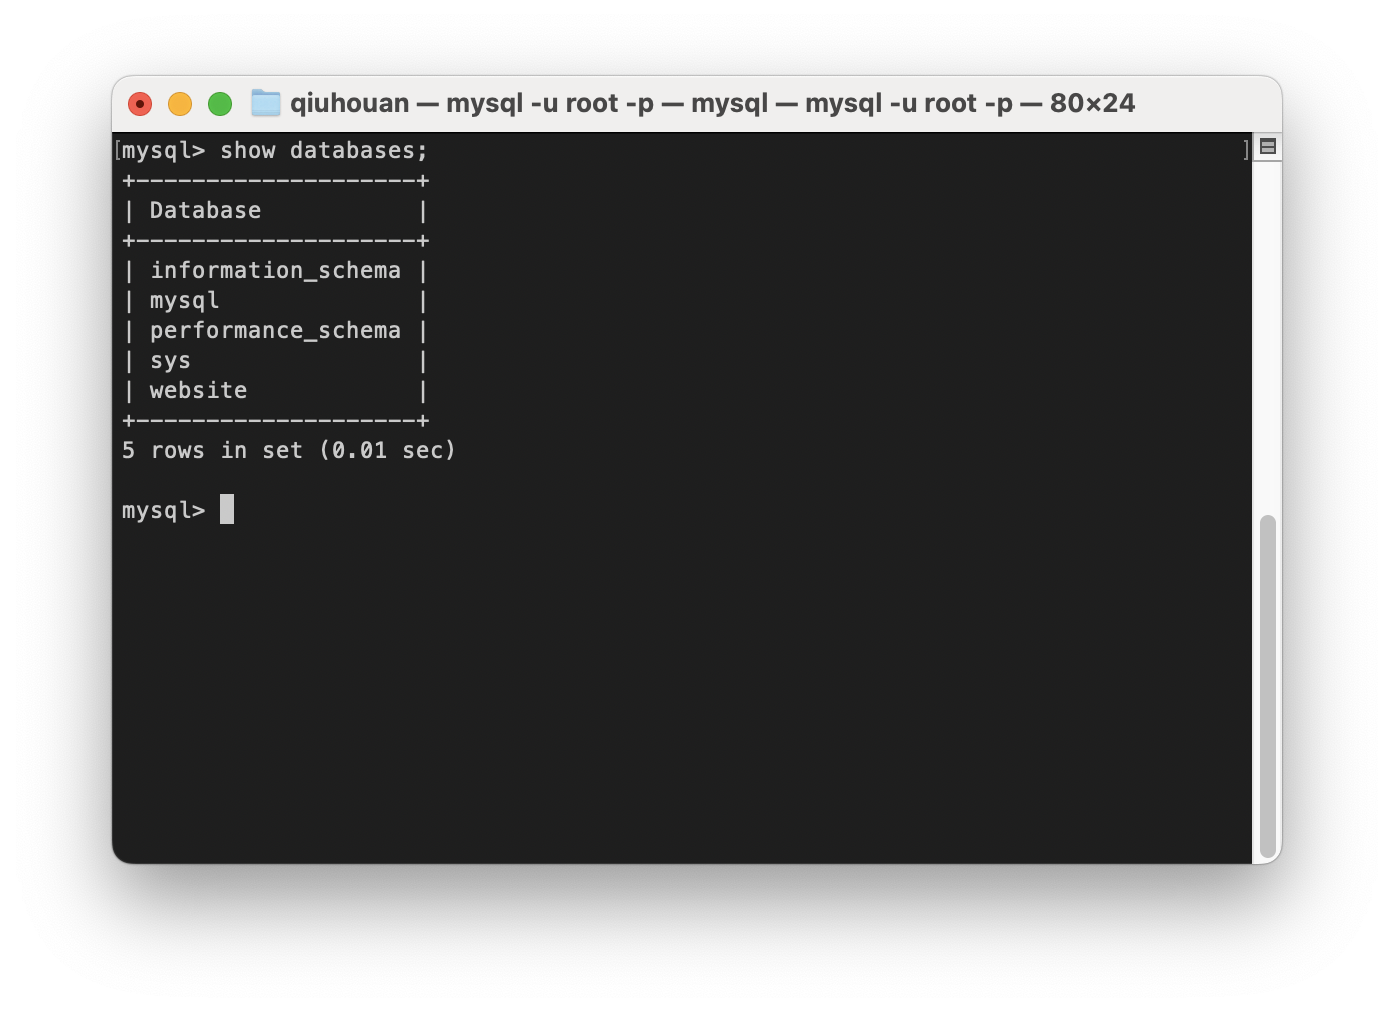 qiuhouan — mysql -u root -p — mysql — mysql -u root -p — 80×24
[mysql> show databases; ]
+--------------------+
| Database           |
+--------------------+
| information_schema |
| mysql              |
| performance_schema |
| sys                |
| website            |
+--------------------+
5 rows in set (0.01 sec)
mysql>